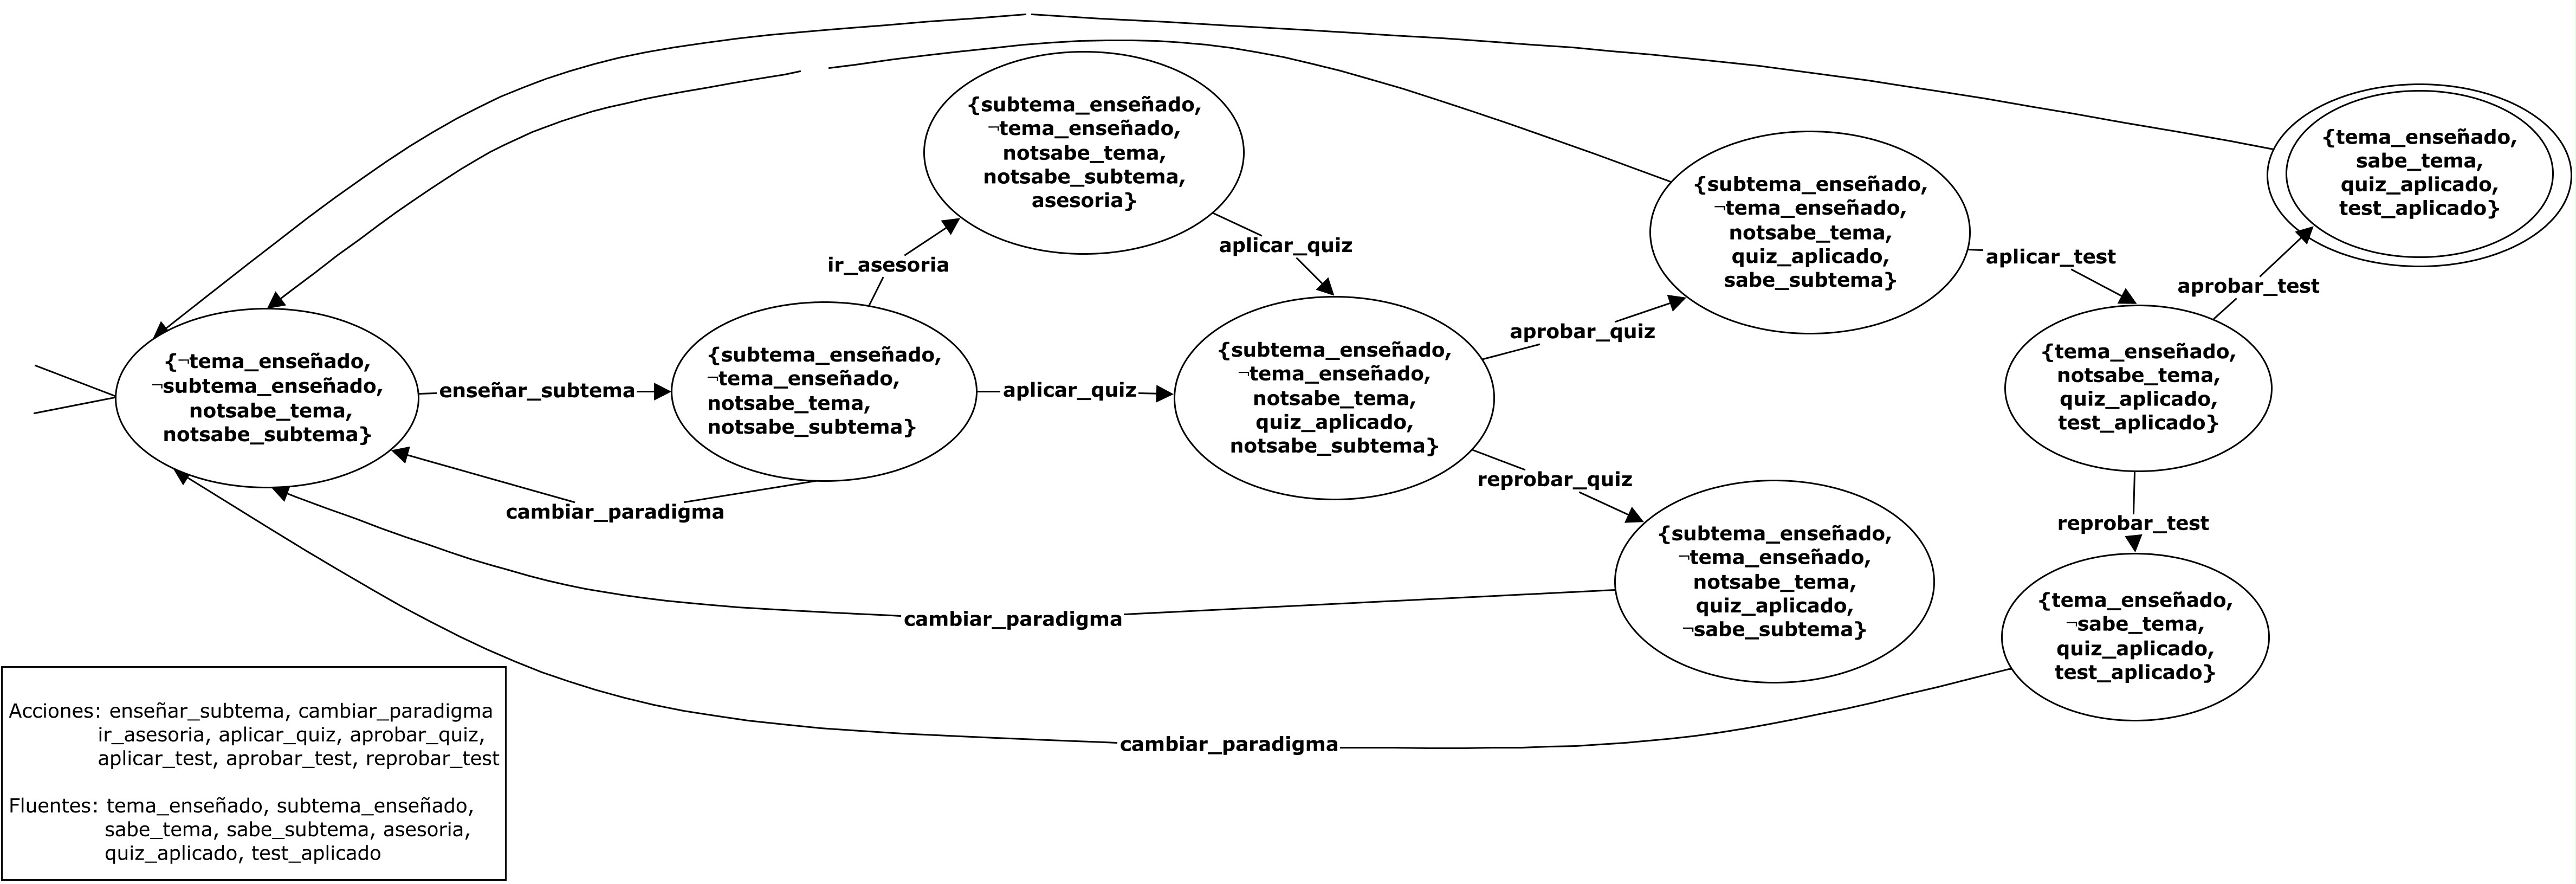 {subtema_enseñado,
¬tema_enseñado,
notsabe_tema,
notsabe_subtema,
asesoria}
{tema_enseñado,
sabe_tema,
quiz_aplicado,
test_aplicado}
{subtema_enseñado,
¬tema_enseñado,
notsabe_tema,
quiz_aplicado,
sabe_subtema}
aplicar_quiz
ir_asesoria
aplicar_test
aprobar_test
aprobar_quiz
{¬tema_enseñado,
¬subtema_enseñado,
notsabe_tema,
notsabe_subtema}
enseñar_subtema
{subtema_enseñado,
¬tema_enseñado,
notsabe_tema,
notsabe_subtema}
aplicar_quiz
{subtema_enseñado,
¬tema_enseñado,
notsabe_tema,
quiz_aplicado,
notsabe_subtema}
{tema_enseñado,
notsabe_tema,
quiz_aplicado,
test_aplicado}
reprobar_quiz
cambiar_paradigma
reprobar_test
{subtema_enseñado,
¬tema_enseñado,
notsabe_tema,
quiz_aplicado,
¬sabe_subtema}
cambiar_paradigma
{tema_enseñado,
¬sabe_tema,
quiz_aplicado,
test_aplicado}
cambiar_paradigma
Acciones: enseñar_subtema, cambiar_paradigma
ir_asesoria, aplicar_quiz, aprobar_quiz,
aplicar_test, aprobar_test, reprobar_test
Fluentes: tema_enseñado, subtema_enseñado,
sabe_tema, sabe_subtema, asesoria,
quiz_aplicado, test_aplicado